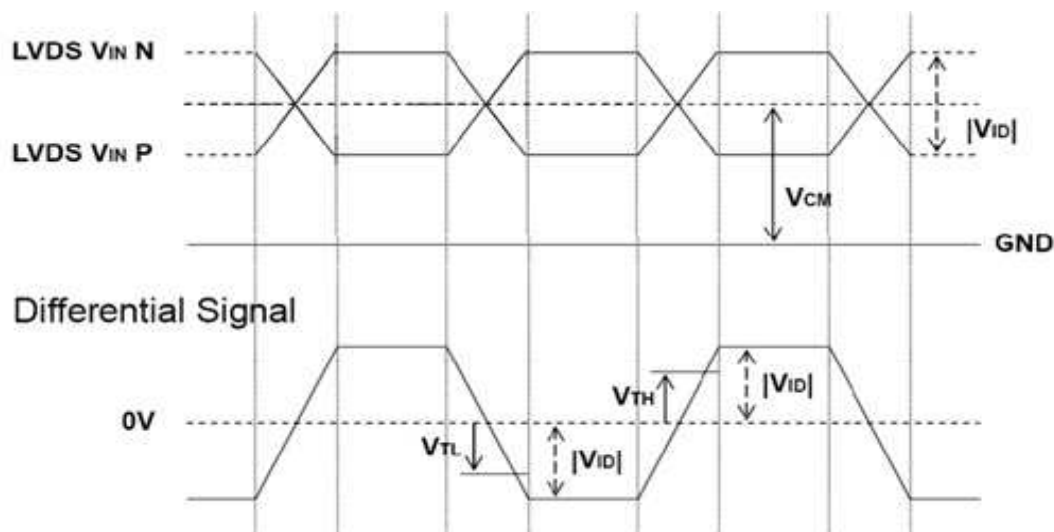 LVDS VIN N
|VID|
LVDS VIN P
VCM
GND
Differential Signal
VTH
|VID|
0V
VTL
|VID|